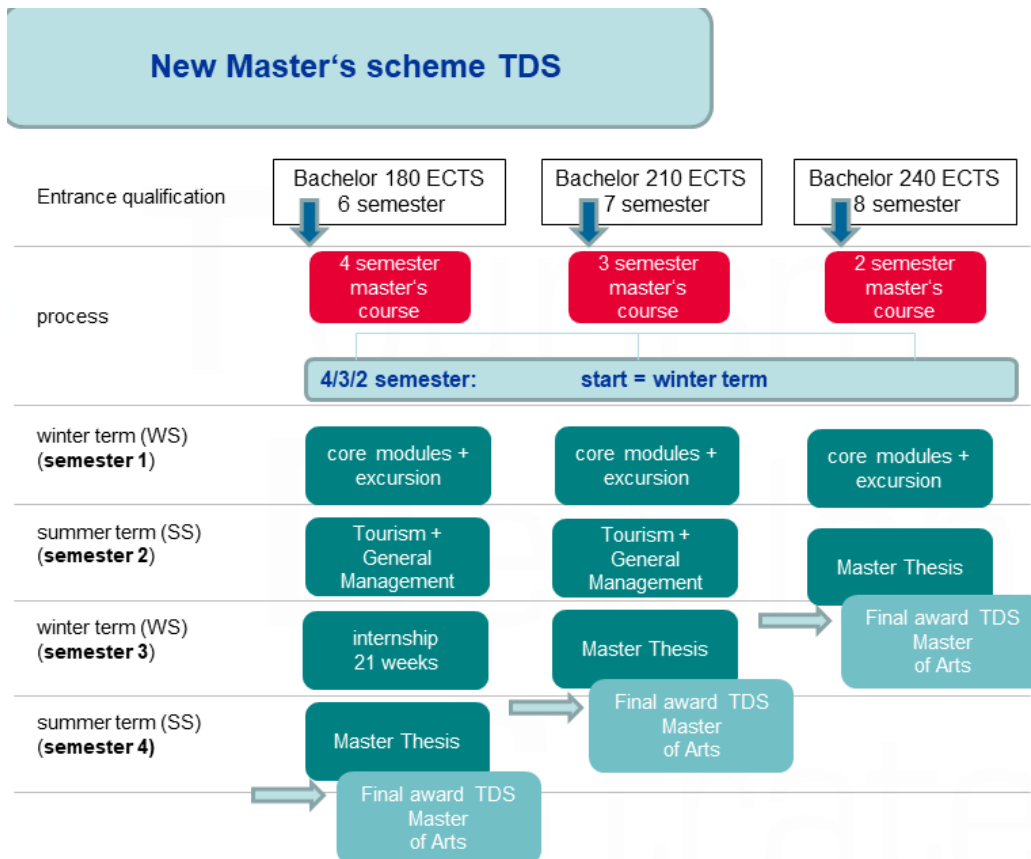 New Master‘s scheme TDS
Entrance qualification
Bachelor 180 ECTS
6 semester
Bachelor 210 ECTS
7 semester
Bachelor 240 ECTS
8 semester
process
4 semester
master‘s
course
3 semester
master‘s
course
2 semester
master‘s
course
4/3/2 semester: start = winter term
winter term (WS)
(semester 1)
core modules +
excursion
core modules +
excursion
core modules +
excursion
summer term (SS)
(semester 2)
Tourism +
General
Management
Tourism +
General
Management
Master Thesis
Final award TDS
Master
of Arts
winter term (WS)
(semester 3)
internship
21 weeks
Master Thesis
Final award TDS
Master
of Arts
summer term (SS)
(semester 4)
Master Thesis
Final award TDS
Master
of Arts